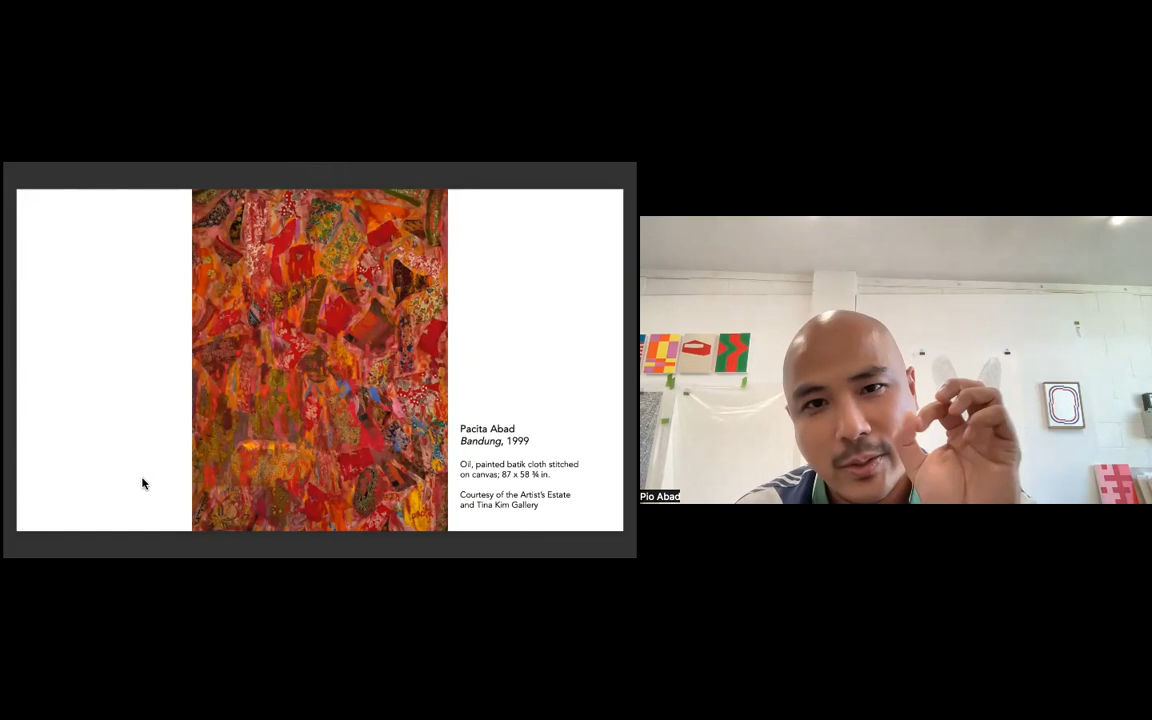 Pacita Abad
Bandung, 1999
Oil, painted batik cloth stitched
on canvas; 87 x 58 ¾ in.
Courtesy of the Artist's Estate
and Tina Kim Gallery
Pio Abad